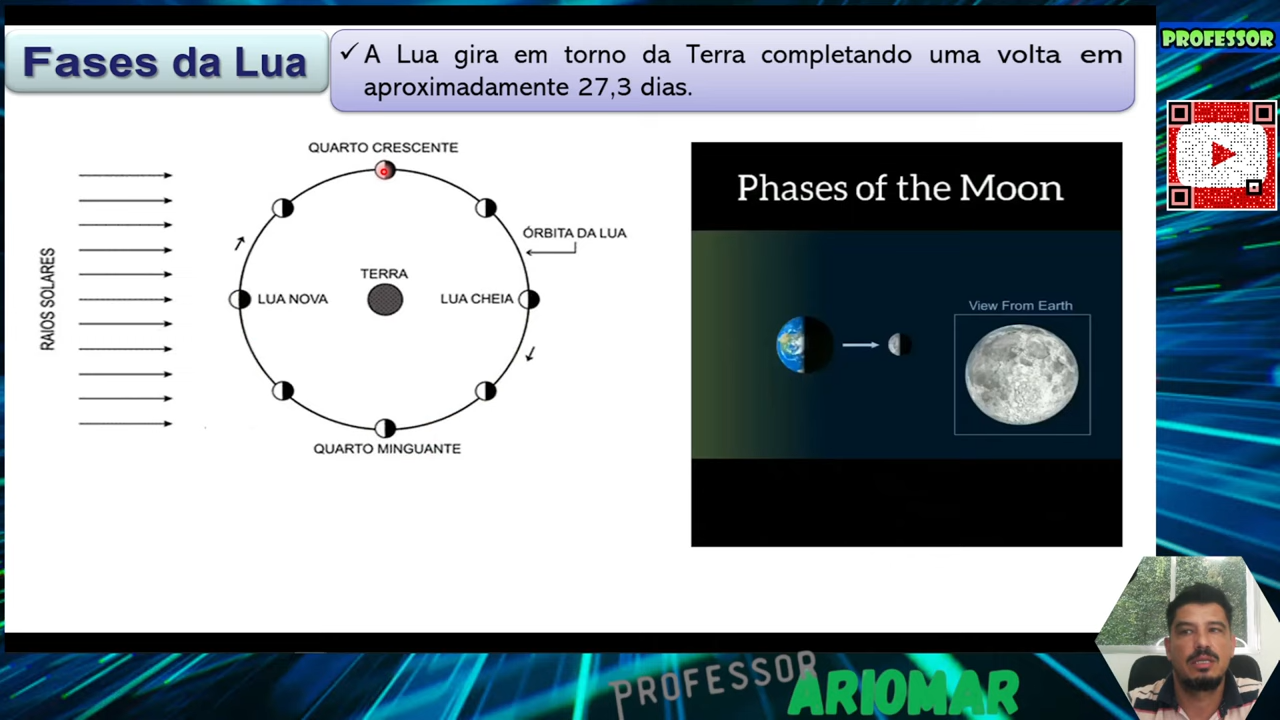 Fases da Lua
✓ A Lua gira em torno da Terra completando uma volta em
aproximadamente 27,3 dias.
PROFESSOR
QUARTO CRESCENTE
ÓRBITA DA LUA
RAIOS SOLARES
TERRA
LUA NOVA
LUA CHEIA
QUARTO MINGUANTE
Phases of the Moon
View From Earth
PROFESSOR
ARIOMAR